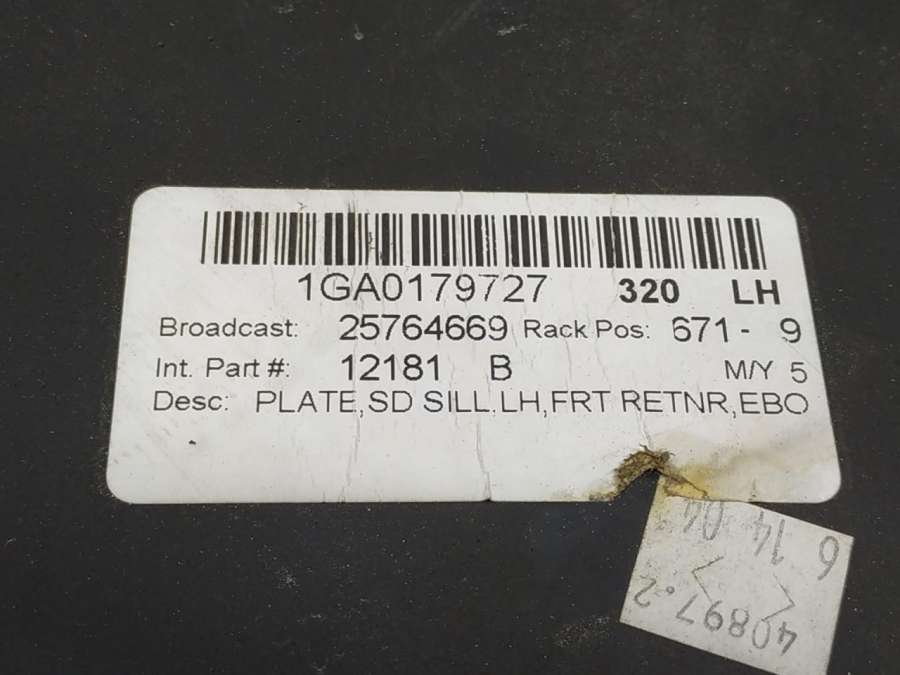 1GA0179727 320 LH
Broadcast: 25764669 Rack Pos: 671- 9
Int. Part #: 12181 B M/Y 5
Desc: PLATE,SD SILL,LH,FRT RETNR,EBO
6 14 04
40897.2